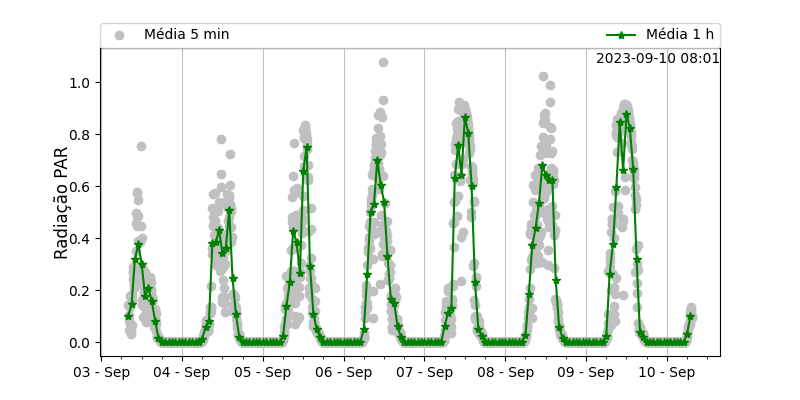 Média 5 min
Média 1 h
2023-09-10 08:01
Radiação PAR
1.0
0.8
0.6
0.4
0.2
0.0
03 - Sep
04 - Sep
05 - Sep
06 - Sep
07 - Sep
08 - Sep
09 - Sep
10 - Sep